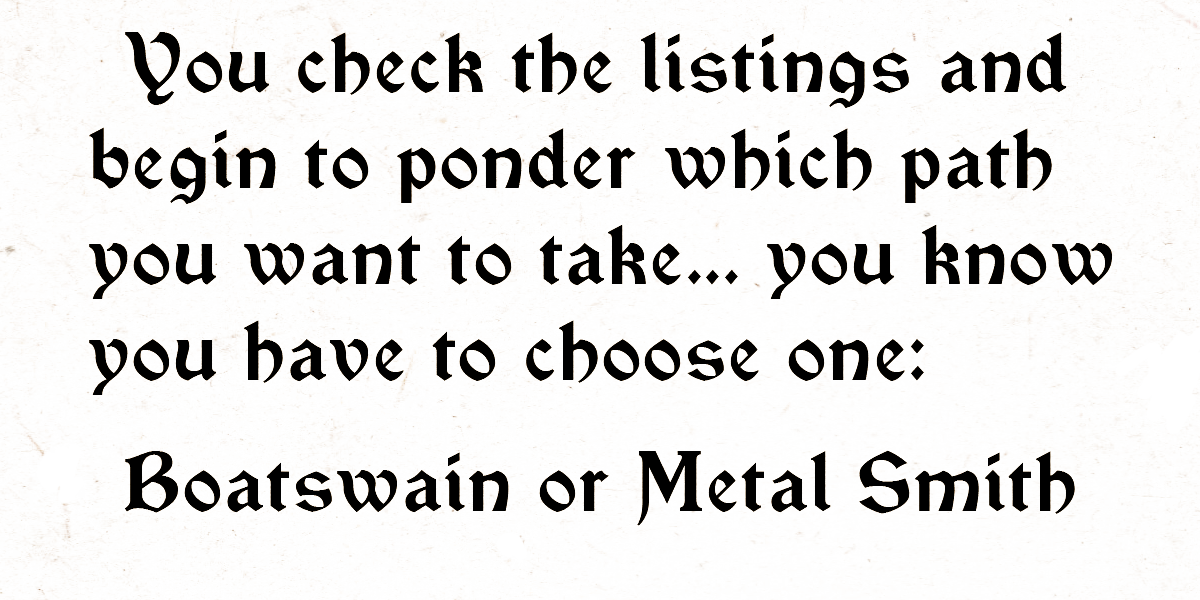 You check the listings and
begin to ponder which path
you want to take... you know
you have to choose one:
Boatswain or Metal Smith